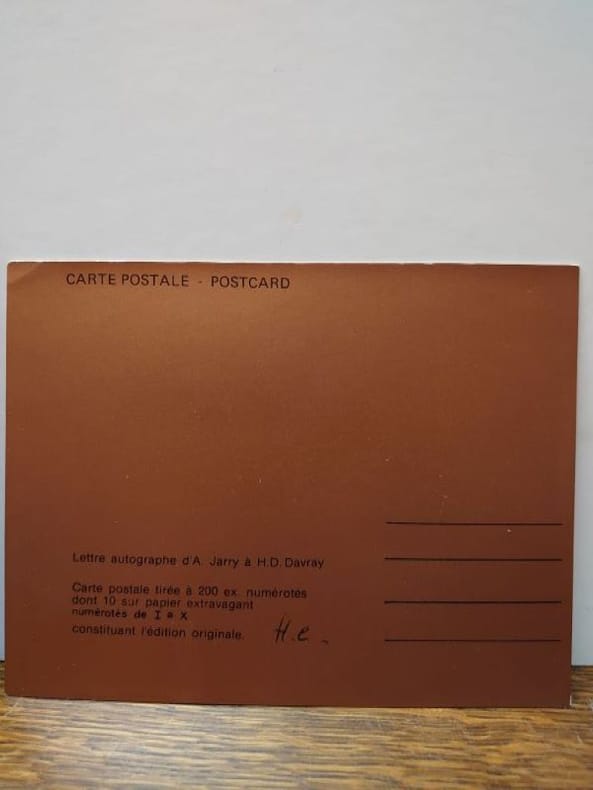 CARTE POSTALE - POSTCARD
Lettre autographe d'A. Jarry à H.D. Davray
Carte postale tirée à 200 ex. numérotés
dont 10 sur papier extravagant
numérotés de I a X
constituant l'édition originale. H.C.